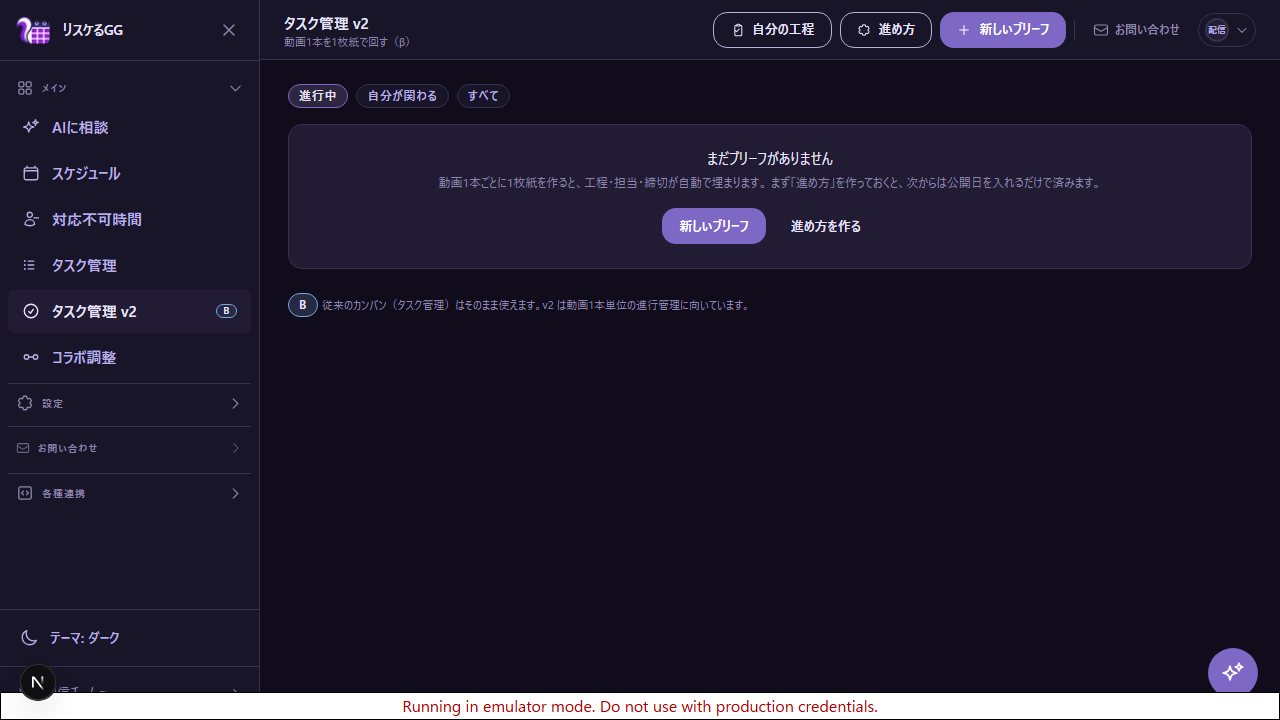 リスケるGG
メイン
AIに相談
スケジュール
対応不可時間
タスク管理
タスク管理 v2
B
コラボ調整
設定
お問い合わせ
各種連携
テーマ: ダーク
N
タスク管理 v2
動画1本を1枚紙で回す（β）
自分の工程
進め方
新しいブリーフ
お問い合わせ
配信
進行中
自分が関わる
すべて
まだブリーフがありません
動画1本ごとに1枚紙を作ると、工程・担当・締切が自動で埋まります。まず「進め方」を作っておくと、次からは公開日を入れるだけで済みます。
新しいブリーフ
進め方を作る
B 従来のカンバン（タスク管理）はそのまま使えます。v2 は動画1本単位の進行管理に向いています。
Running in emulator mode. Do not use with production credentials.